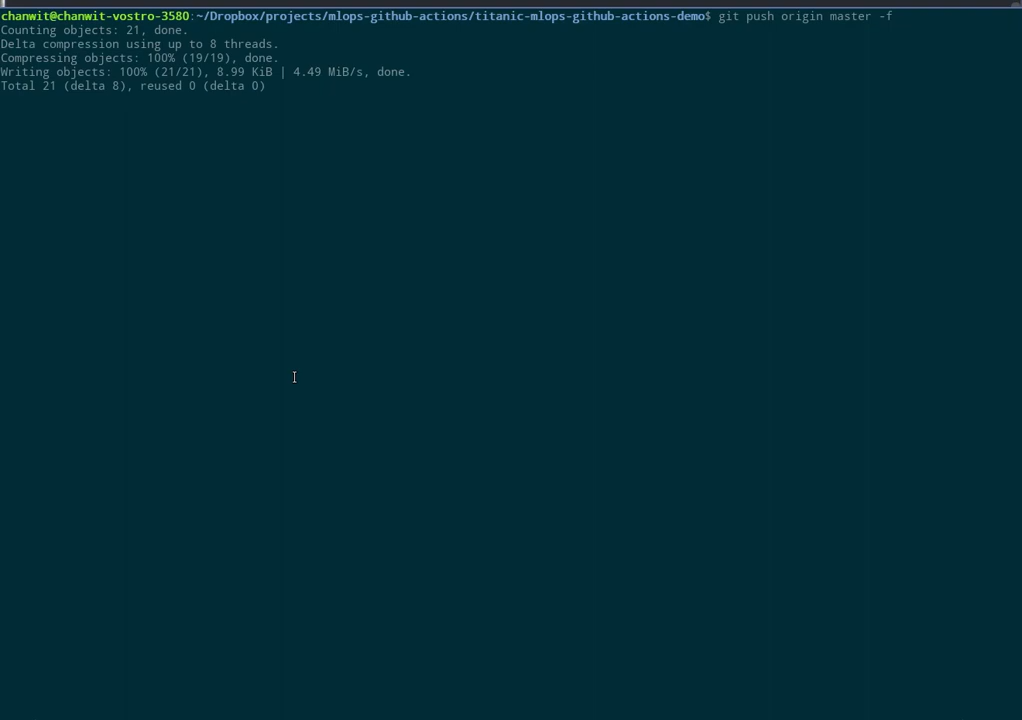 chanwit@chanwit-vostro-3580:~/Dropbox/projects/mlops-github-actions/titanic-mlops-github-actions-demo$ git push origin master -f
Counting objects: 21, done.
Delta compression using up to 8 threads.
Compressing objects: 100% (19/19), done.
Writing objects: 100% (21/21), 8.99 KiB | 4.49 MiB/s, done.
Total 21 (delta 8), reused 0 (delta 0)